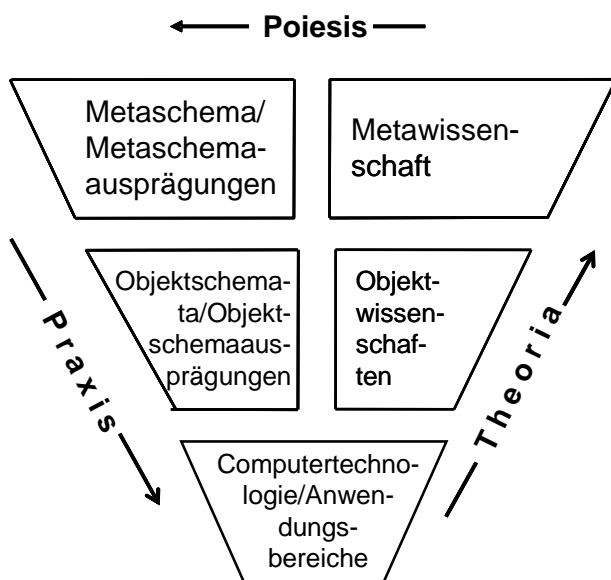 Poiesis
Metaschema/
Metaschema-
ausprägungen
Metawissen-
schaft
Objektschema-
ta/Objekt-
schemaaus-
prägungen
Objekt-
wissen-
schaf-
ten
Praxis
Theoria
Computertechno-
logie/Anwen-
dungs-
bereiche